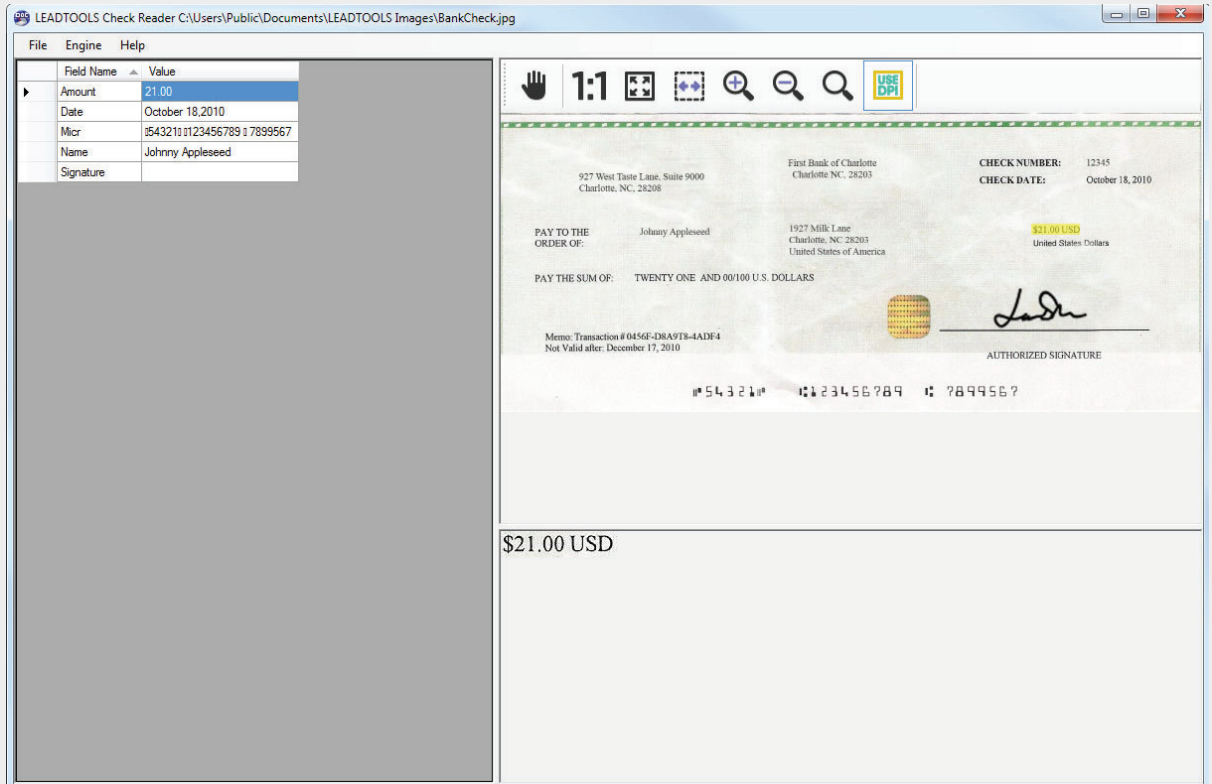 LEADTOOLS Check Reader C:\Users\Public\Documents\LEADTOOLS Images\BankCheck.jpg
File Engine Help
Field Name Value
Amount 21.00
Date October 18,2010
Micr ▯54321▯▯123456789▯7899567
Name Johnny Appleseed
Signature
1:1 USE DPI
927 West Taste Lane, Suite 9000
Charlotte, NC, 28208
First Bank of Charlotte
Charlotte NC, 28203
CHECK NUMBER: 12345
CHECK DATE: October 18, 2010
PAY TO THE
ORDER OF:
Johnny Appleseed
1927 Milk Lane
Charlotte, NC 28203
United States of America
$21.00 USD
United States Dollars
PAY THE SUM OF: TWENTY ONE AND 00/100 U.S. DOLLARS
Memo: Transaction # 0456F-D8A9T8-4ADF4
Not Valid after: December 17, 2010
AUTHORIZED SIGNATURE
⑈54321⑈ ⑆123456789 ⑆ 7899567
$21.00 USD